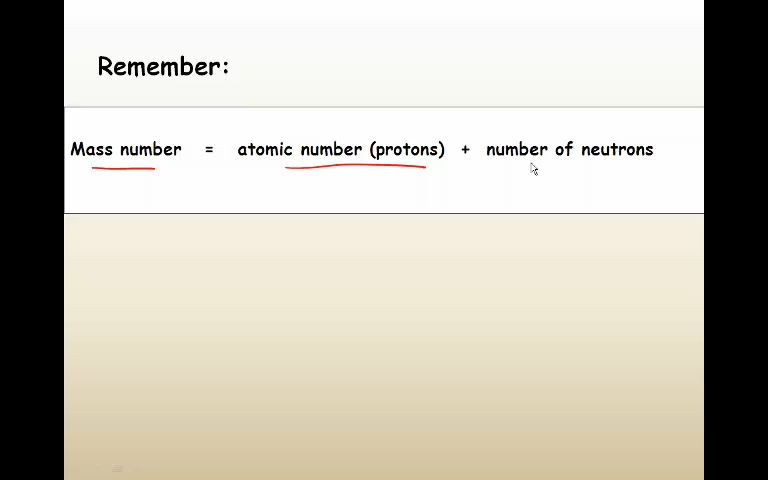 Remember:
Mass number = atomic number (protons) + number of neutrons